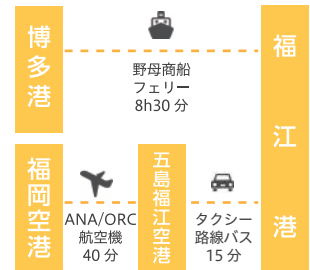 博多港
野母商船
フェリー
8h30 分
福江港
福岡空港
ANA/ORC
航空機
40 分
五島福江空港
タクシー
路線バス
15 分